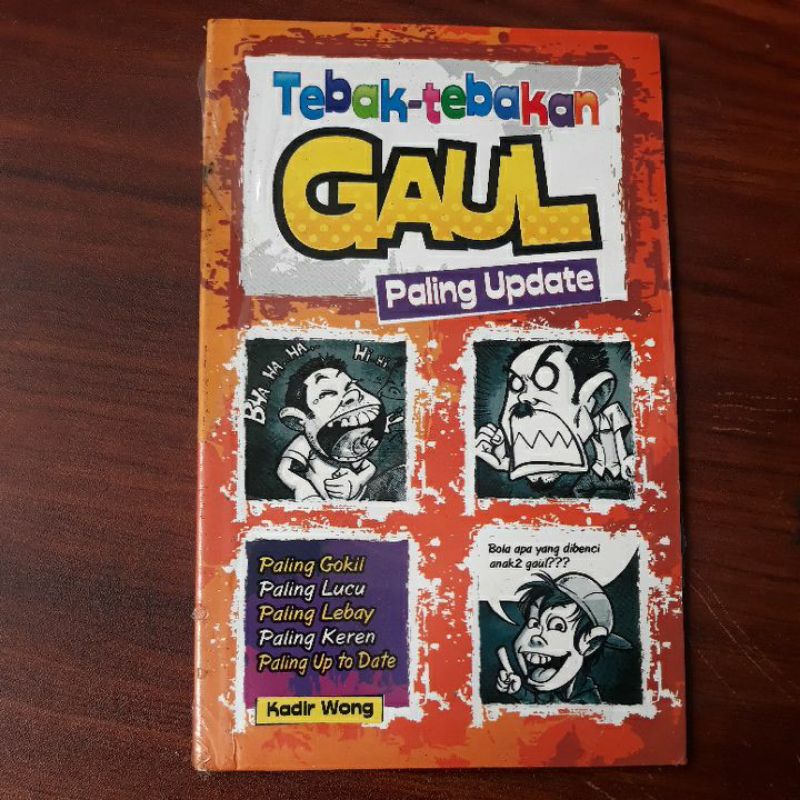 Tebak-tebakan
GAUL
Paling Update
BHA HA HA...
Hi Hi
Paling Gokil
Paling Lucu
Paling Lebay
Paling Keren
Paling Up to Date
Kadir Wong
Bola apa yang dibenci
anak2 gaul???